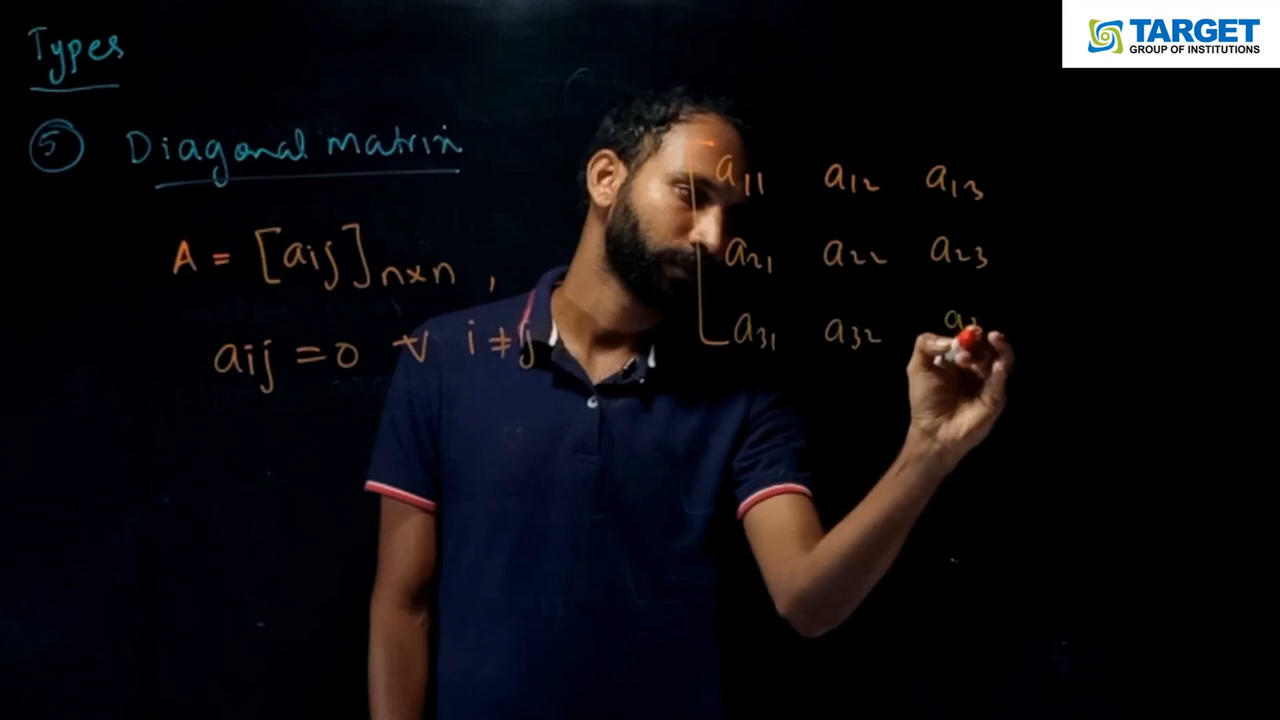 TARGET
GROUP OF INSTITUTIONS
Types
5 Diagonal matrix
A = [aij]n×n ,
aij = 0 ∀ i ≠ j
a11 a12 a13
a21 a22 a23
a31 a32